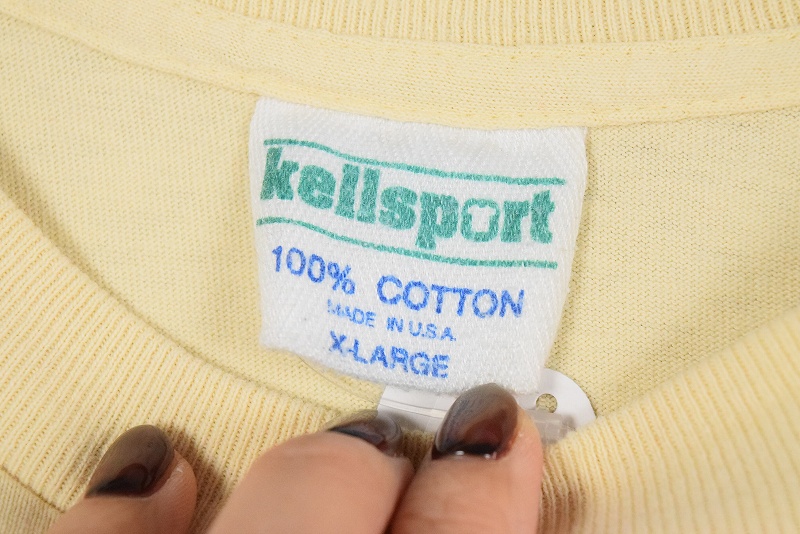 kellsport
100% COTTON
MADE IN U.S.A.
X-LARGE